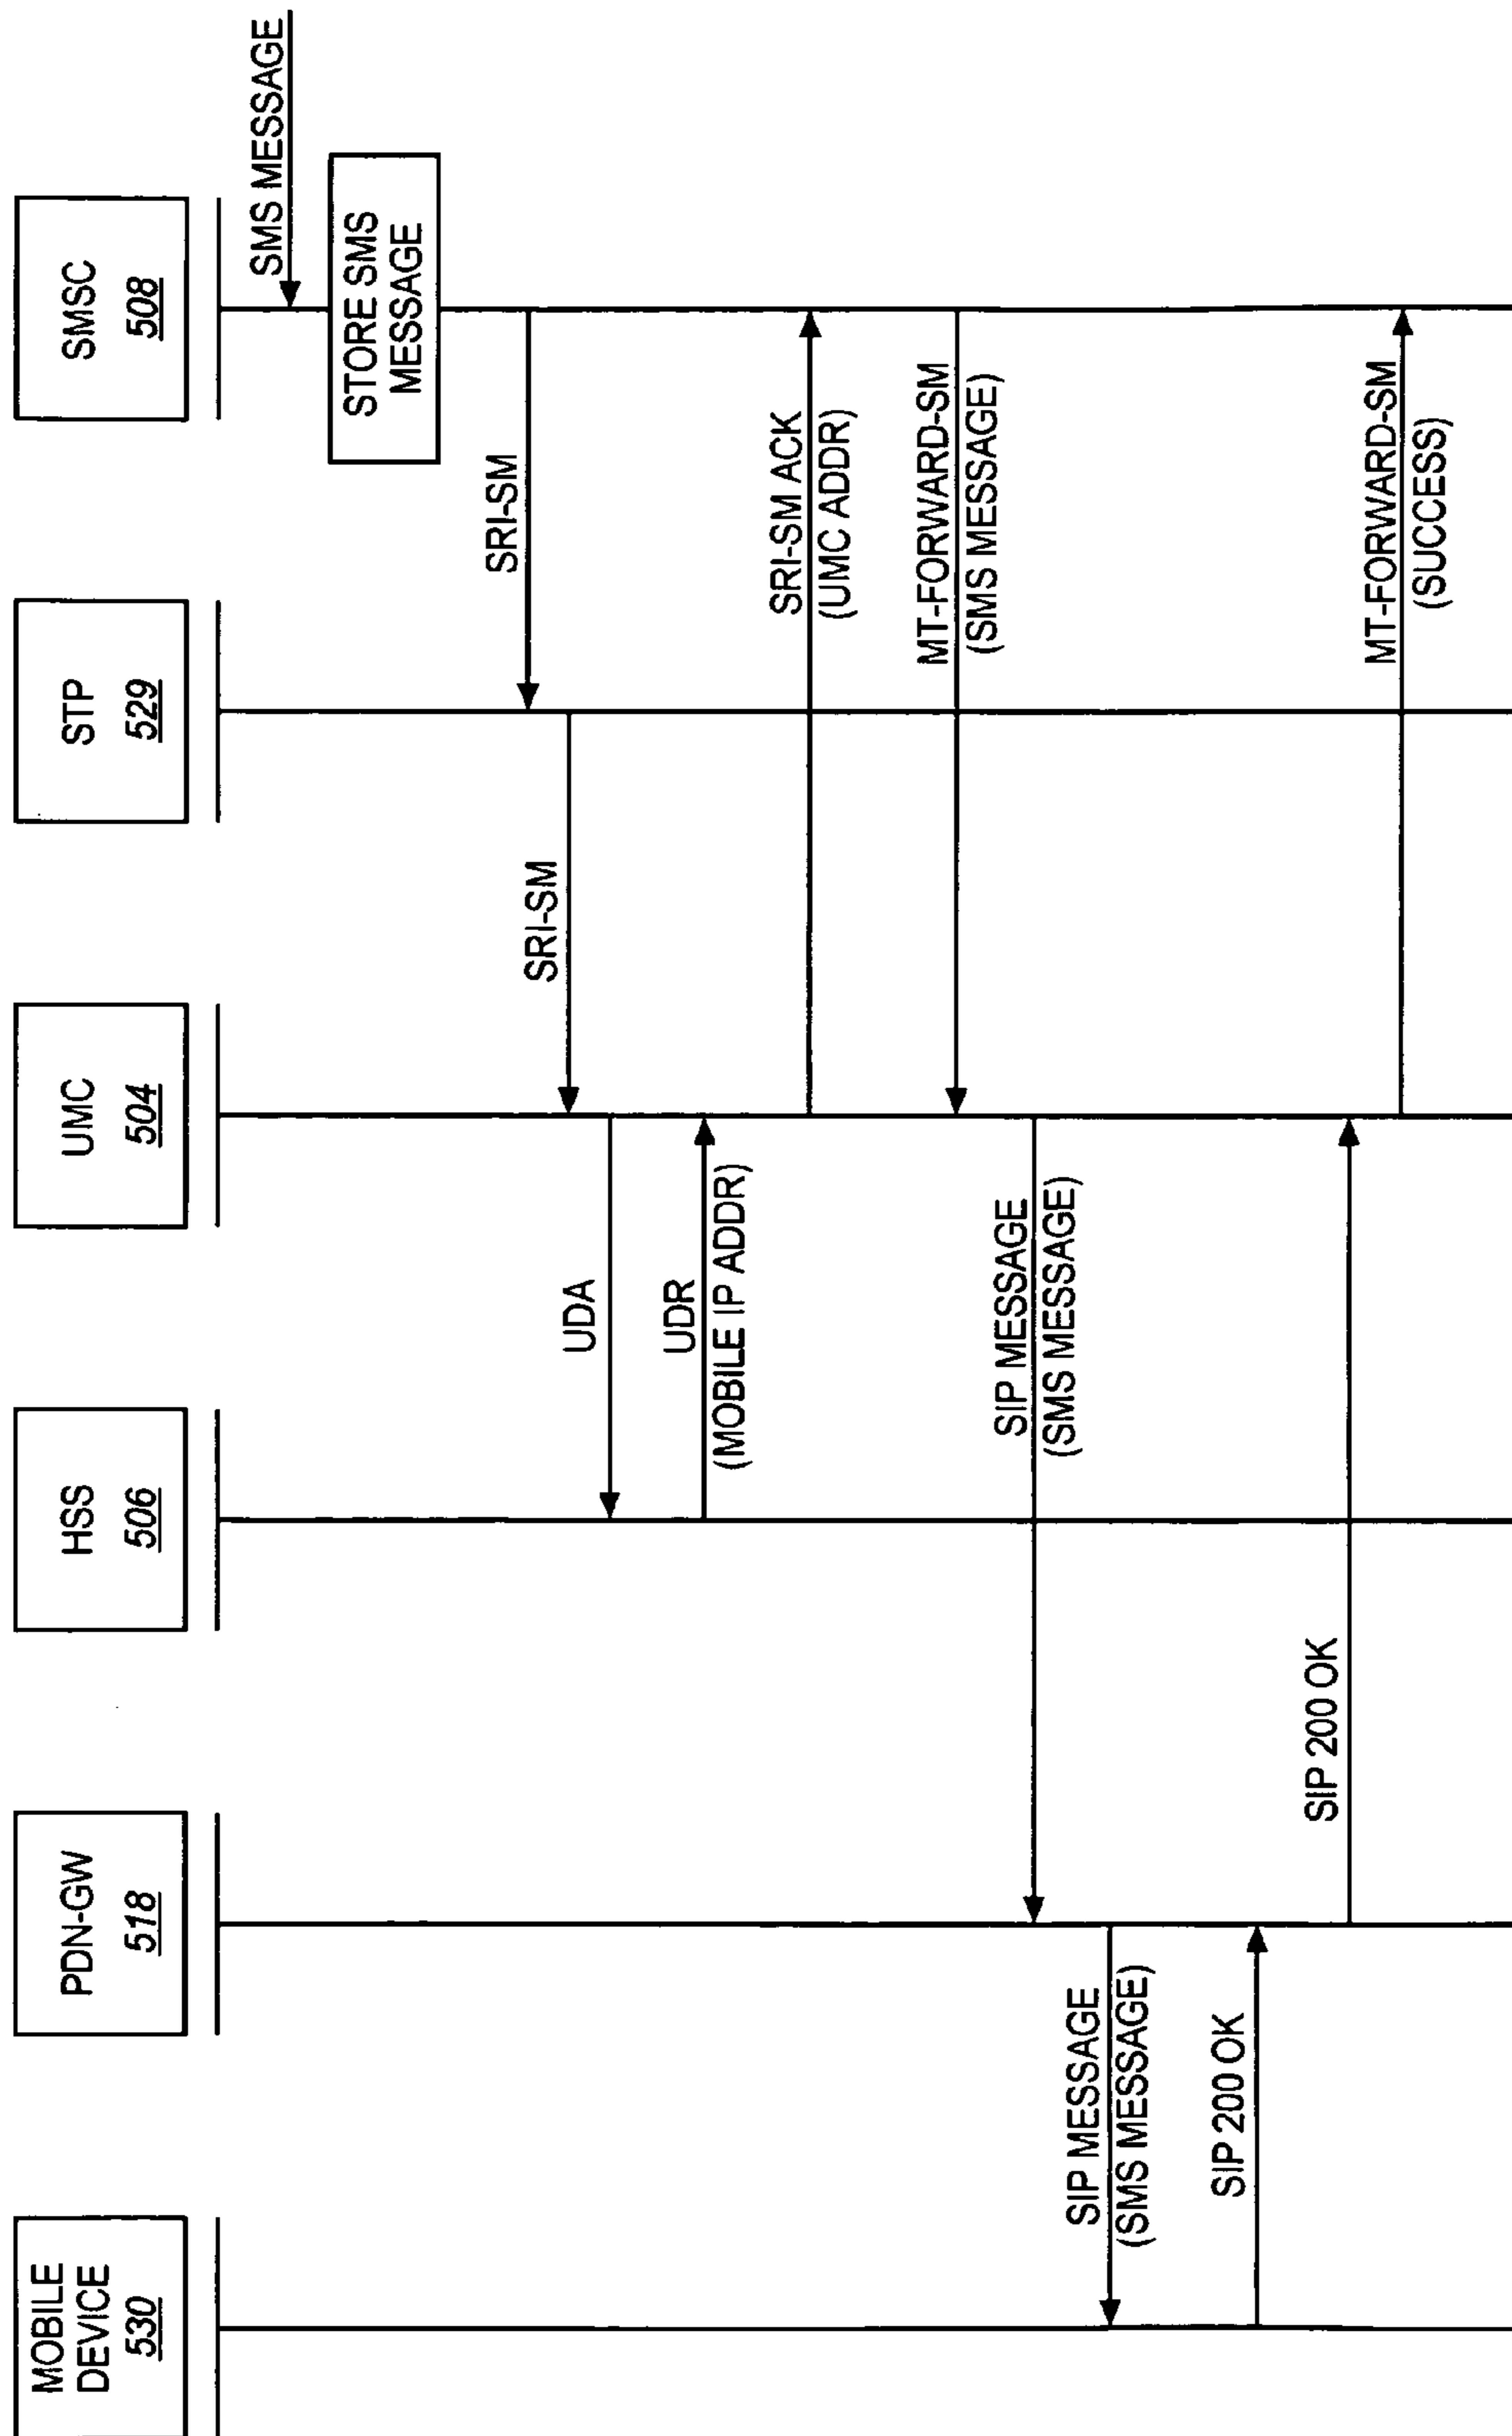 MOBILE
DEVICE
530
PDN-GW
518
HSS
506
UMC
504
STP
529
SMSC
508
SMS MESSAGE
STORE SMS
MESSAGE
SRI-SM
SRI-SM
UDA
UDR
(MOBILE IP ADDR)
SRI-SM ACK
(UMC ADDR)
MT-FORWARD-SM
(SMS MESSAGE)
SIP MESSAGE
(SMS MESSAGE)
SIP MESSAGE
(SMS MESSAGE)
SIP 200 OK
SIP 200 OK
MT-FORWARD-SM
(SUCCESS)